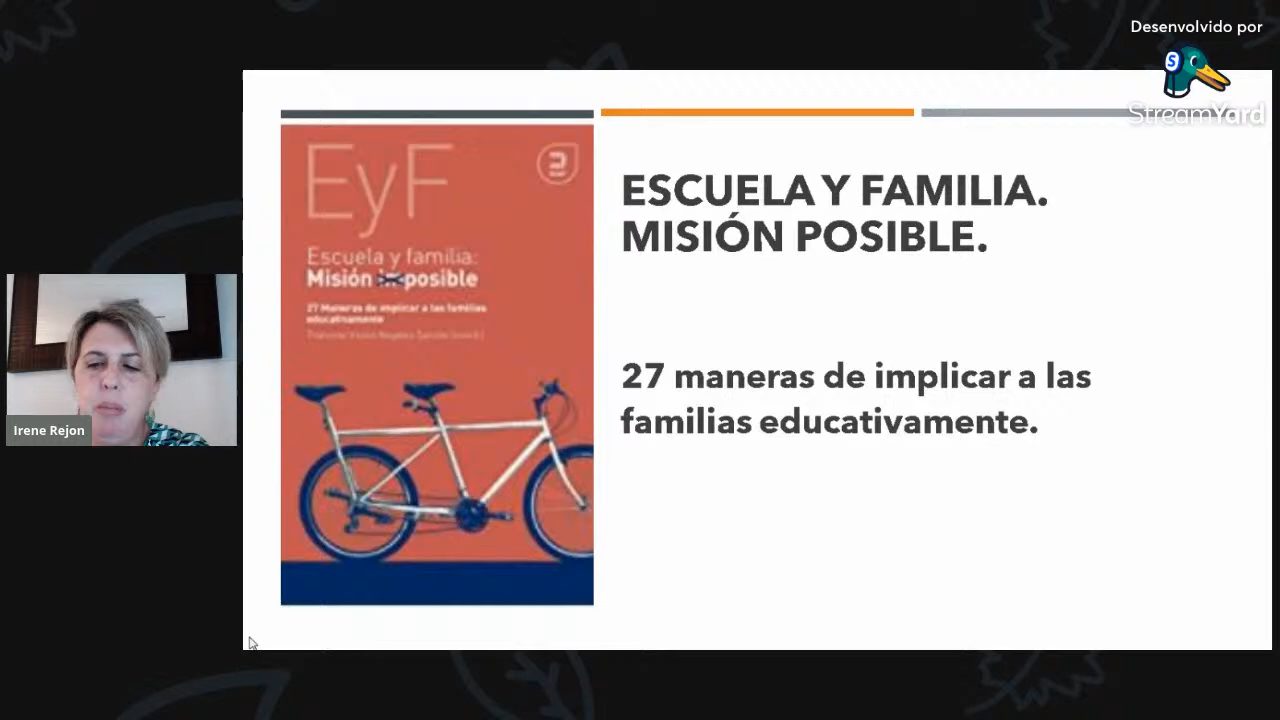 Desenvolvido por
StreamYard
EyF
Escuela y familia:
Misión imposible
27 Maneras de implicar a las familias
educativamente
ESCUELA Y FAMILIA.
MISIÓN POSIBLE.
27 maneras de implicar a las
familias educativamente.
Irene Rejon